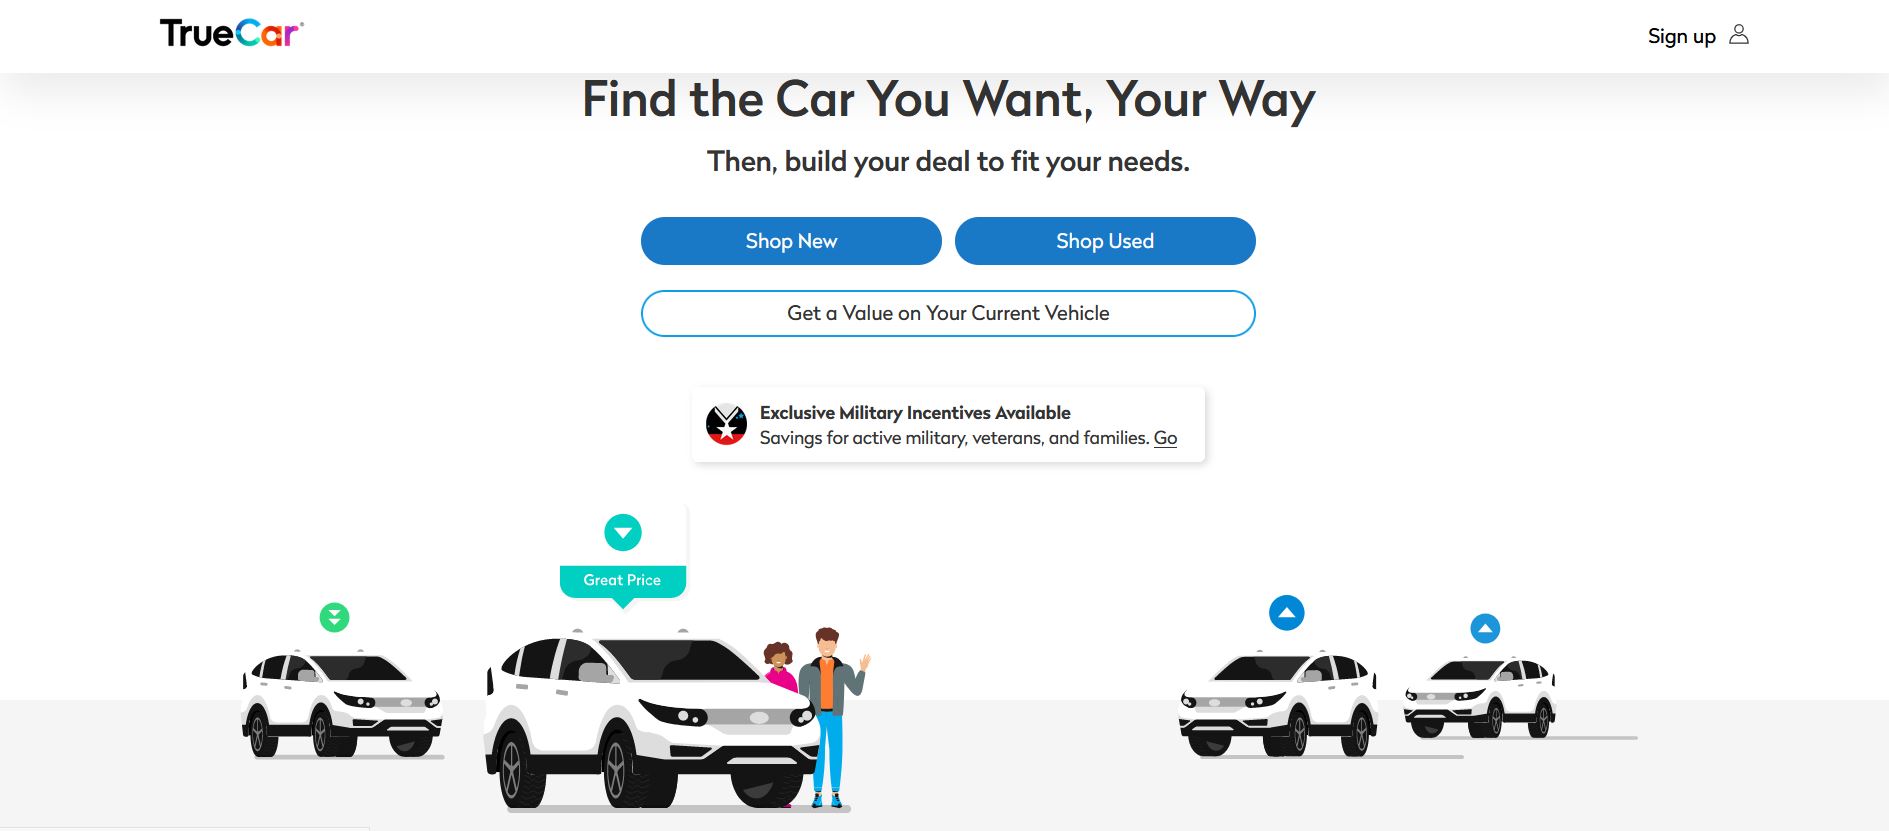 TrueCar
Sign up
Find the Car You Want, Your Way
Then, build your deal to fit your needs.
Shop New
Shop Used
Get a Value on Your Current Vehicle
Exclusive Military Incentives Available
Savings for active military, veterans, and families. Go
Great Price